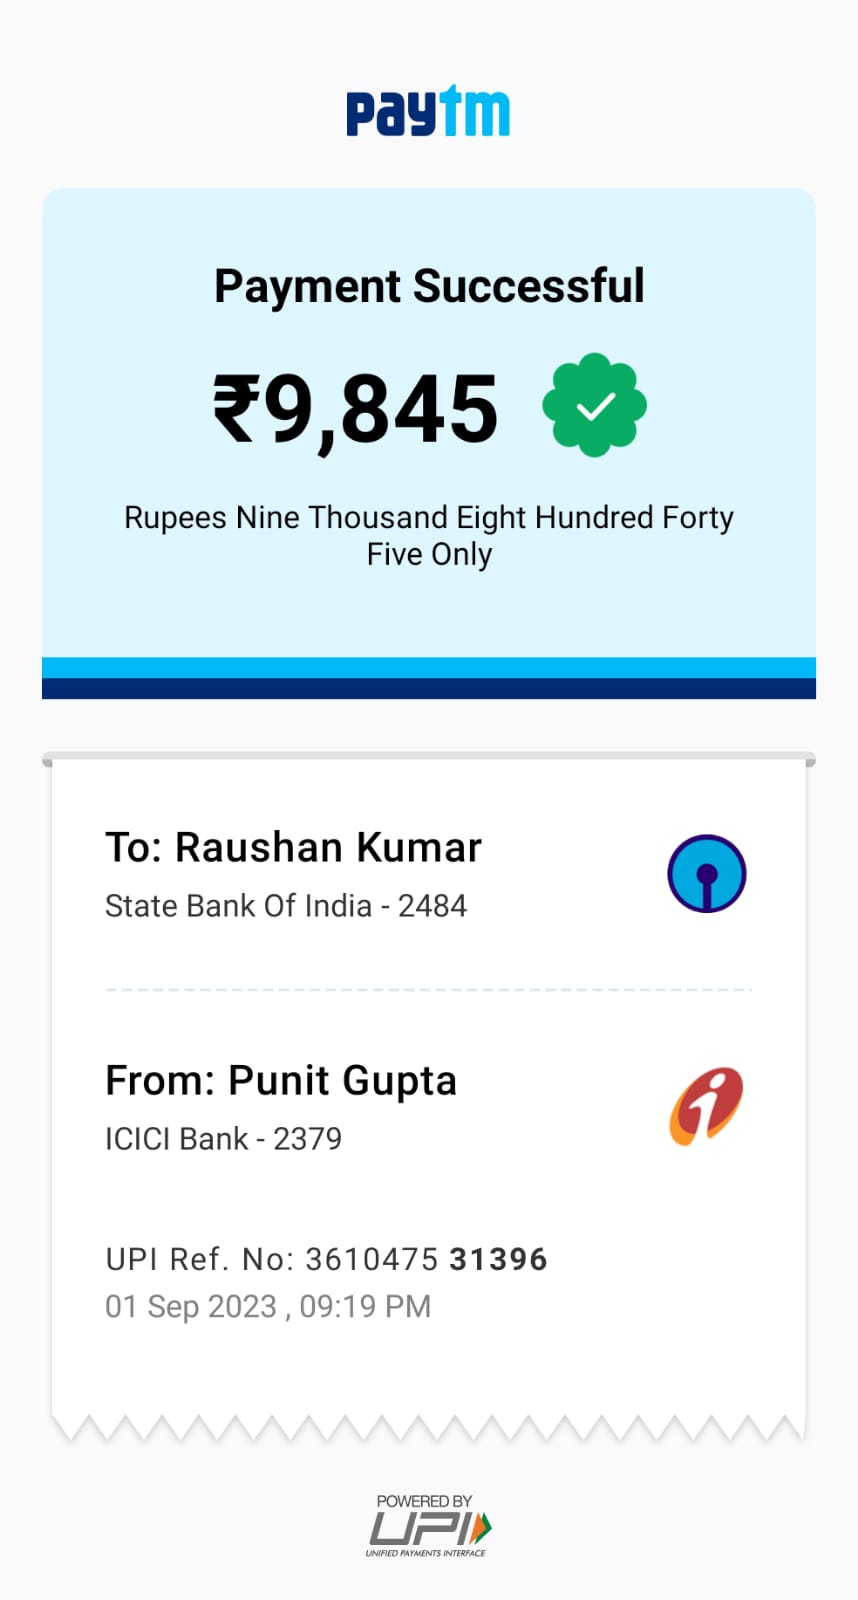 paytm
Payment Successful
₹9,845
Rupees Nine Thousand Eight Hundred Forty
Five Only
To: Raushan Kumar
State Bank Of India - 2484
From: Punit Gupta
ICICI Bank - 2379
UPI Ref. No: 3610475 31396
01 Sep 2023 , 09:19 PM
POWERED BY
UPI
UNIFIED PAYMENTS INTERFACE